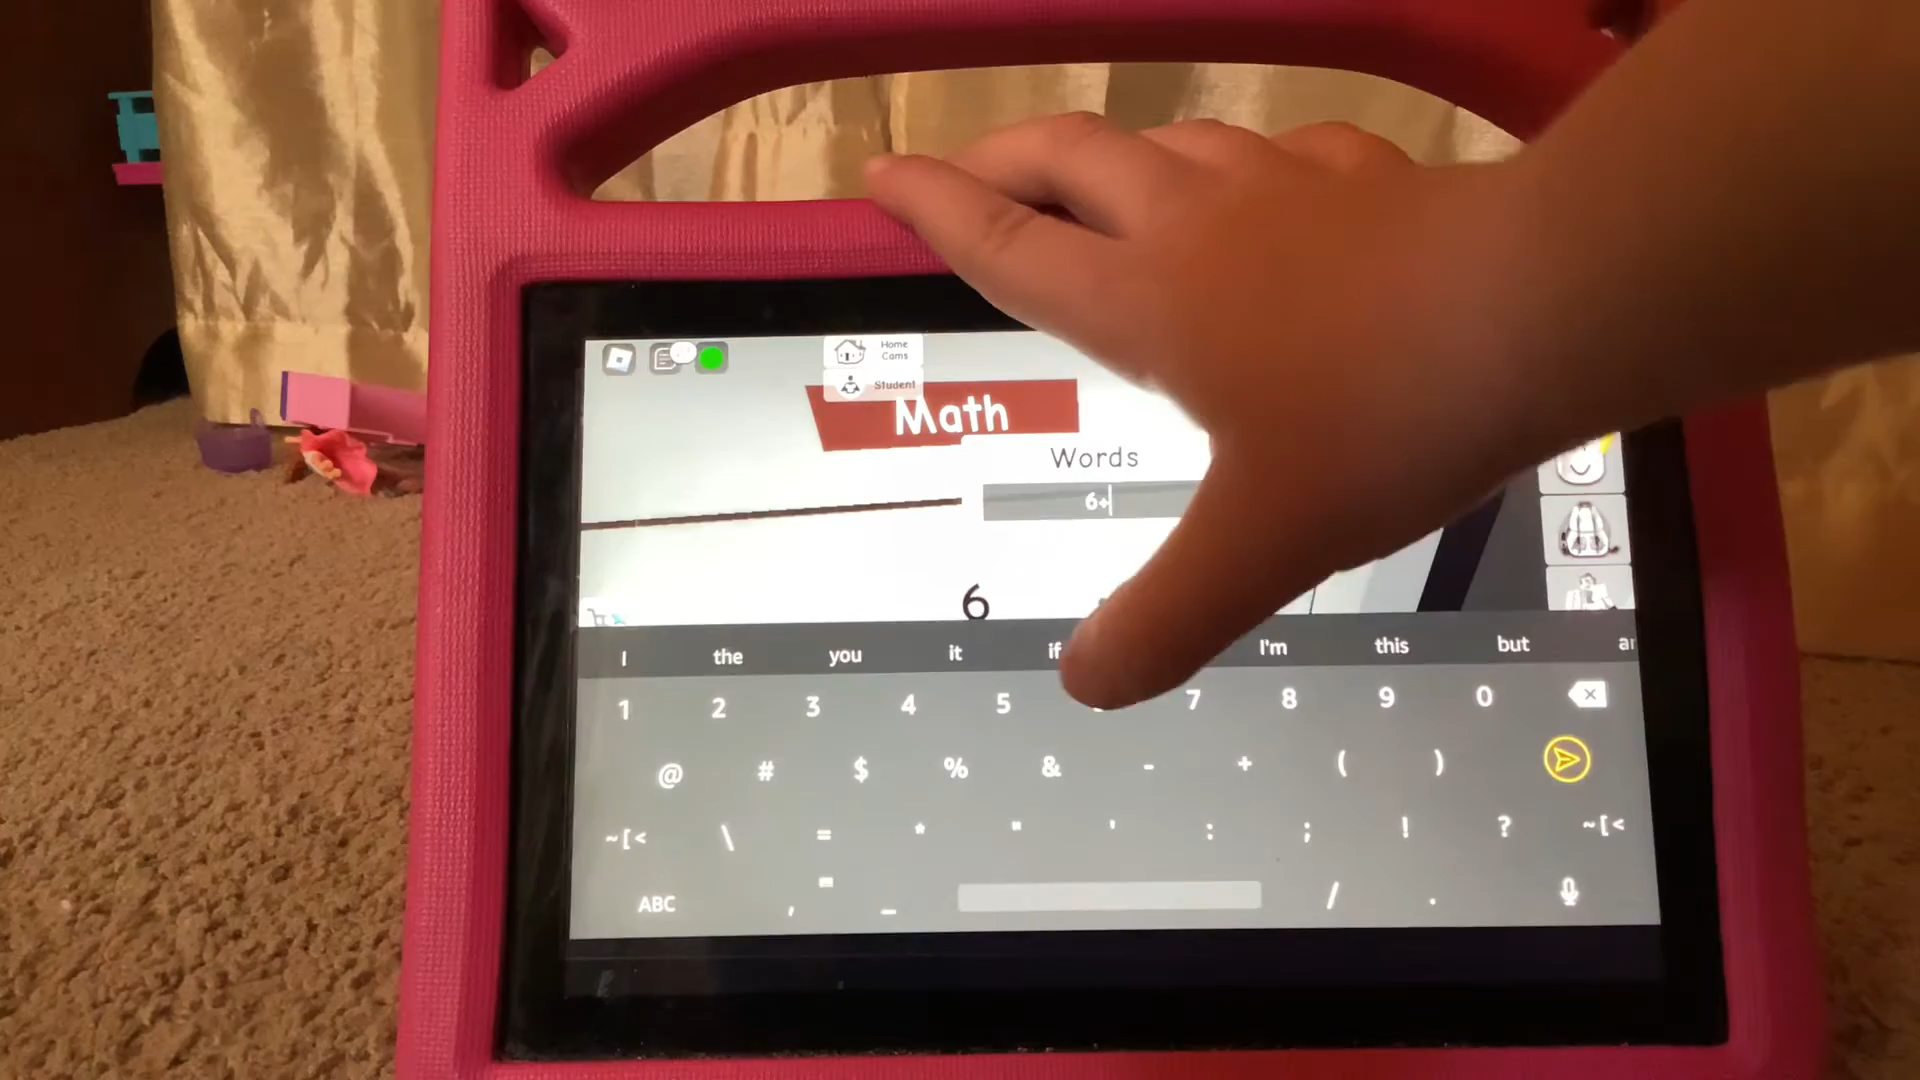 Home
Cams
Student
Math
Words
6+
6
I the you it if I'm this but
1 2 3 4 5 7 8 9 0
@ # $ % & - + ( )
~[< \ = * " ' : ; ! ? ~[<
ABC , _ / .